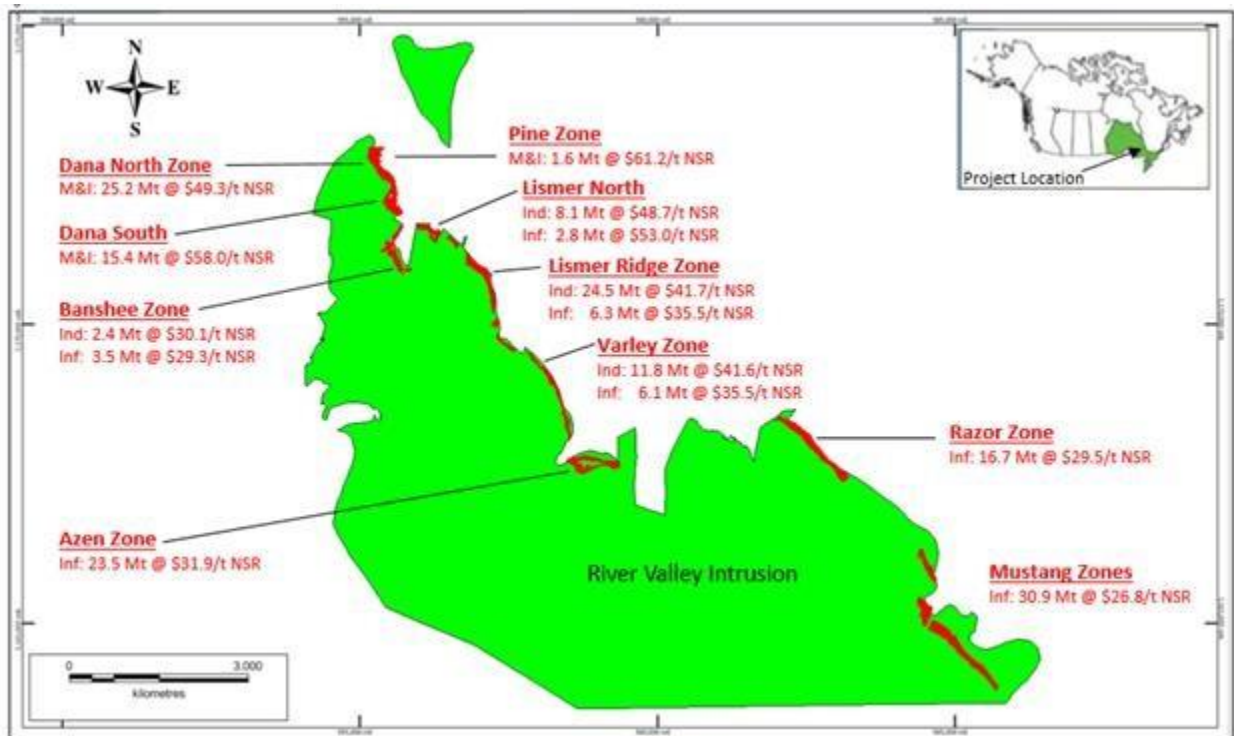 N
W E
S
Project Location
Pine Zone
M&I: 1.6 Mt @ $61.2/t NSR
Dana North Zone
M&I: 25.2 Mt @ $49.3/t NSR
Lismer North
Ind: 8.1 Mt @ $48.7/t NSR
Inf: 2.8 Mt @ $53.0/t NSR
Dana South
M&I: 15.4 Mt @ $58.0/t NSR
Lismer Ridge Zone
Ind: 24.5 Mt @ $41.7/t NSR
Inf: 6.3 Mt @ $35.5/t NSR
Banshee Zone
Ind: 2.4 Mt @ $30.1/t NSR
Inf: 3.5 Mt @ $29.3/t NSR
Varley Zone
Ind: 11.8 Mt @ $41.6/t NSR
Inf: 6.1 Mt @ $35.5/t NSR
Razor Zone
Inf: 16.7 Mt @ $29.5/t NSR
Azen Zone
Inf: 23.5 Mt @ $31.9/t NSR
River Valley Intrusion
Mustang Zones
Inf: 30.9 Mt @ $26.8/t NSR
0 3.000
kilometres